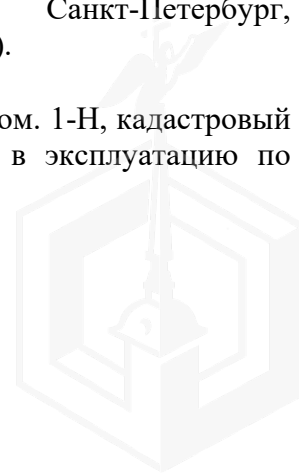 Санкт-Петербург,
).
ом. 1-Н, кадастровый
в эксплуатацию по